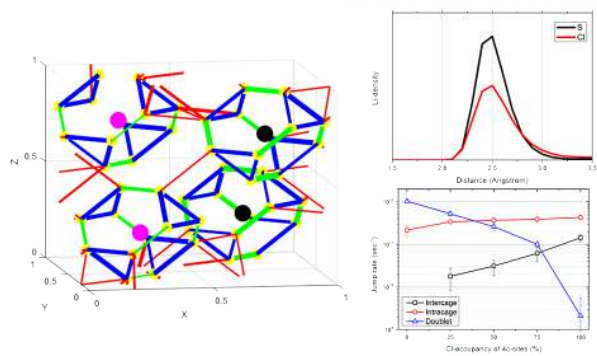 1
0.5
0
Z
1
0.5
0
Y
0
0.5
1
X
S
Cl
Li-density
1.5 2.0 2.5 3.0 3.5
Distance (Angstrom)
Jump rate (sec⁻¹)
Intercage
Intracage
Doublet
0 25 50 75 100
Cl-occupancy of 4c-sites (%)